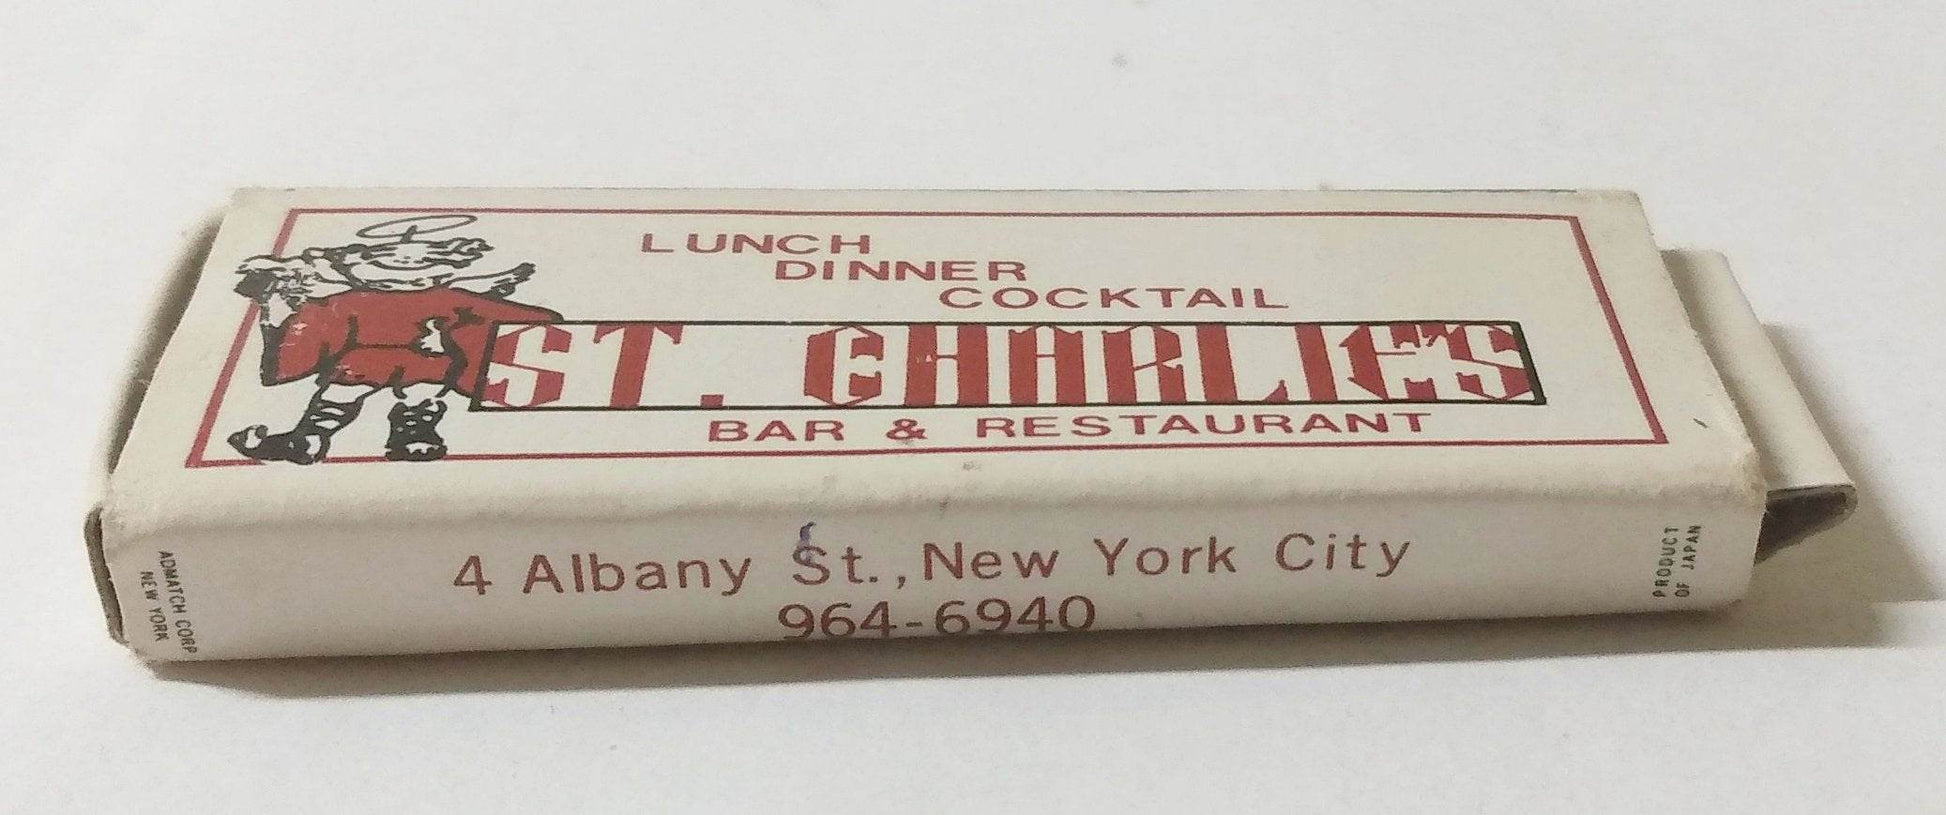 LUNCH
DINNER
COCKTAIL
ST. CHARLIE'S
BAR & RESTAURANT
4 Albany St., New York City
964-6940
ADMATCH CORP
NEW YORK
PRODUCT
OF JAPAN